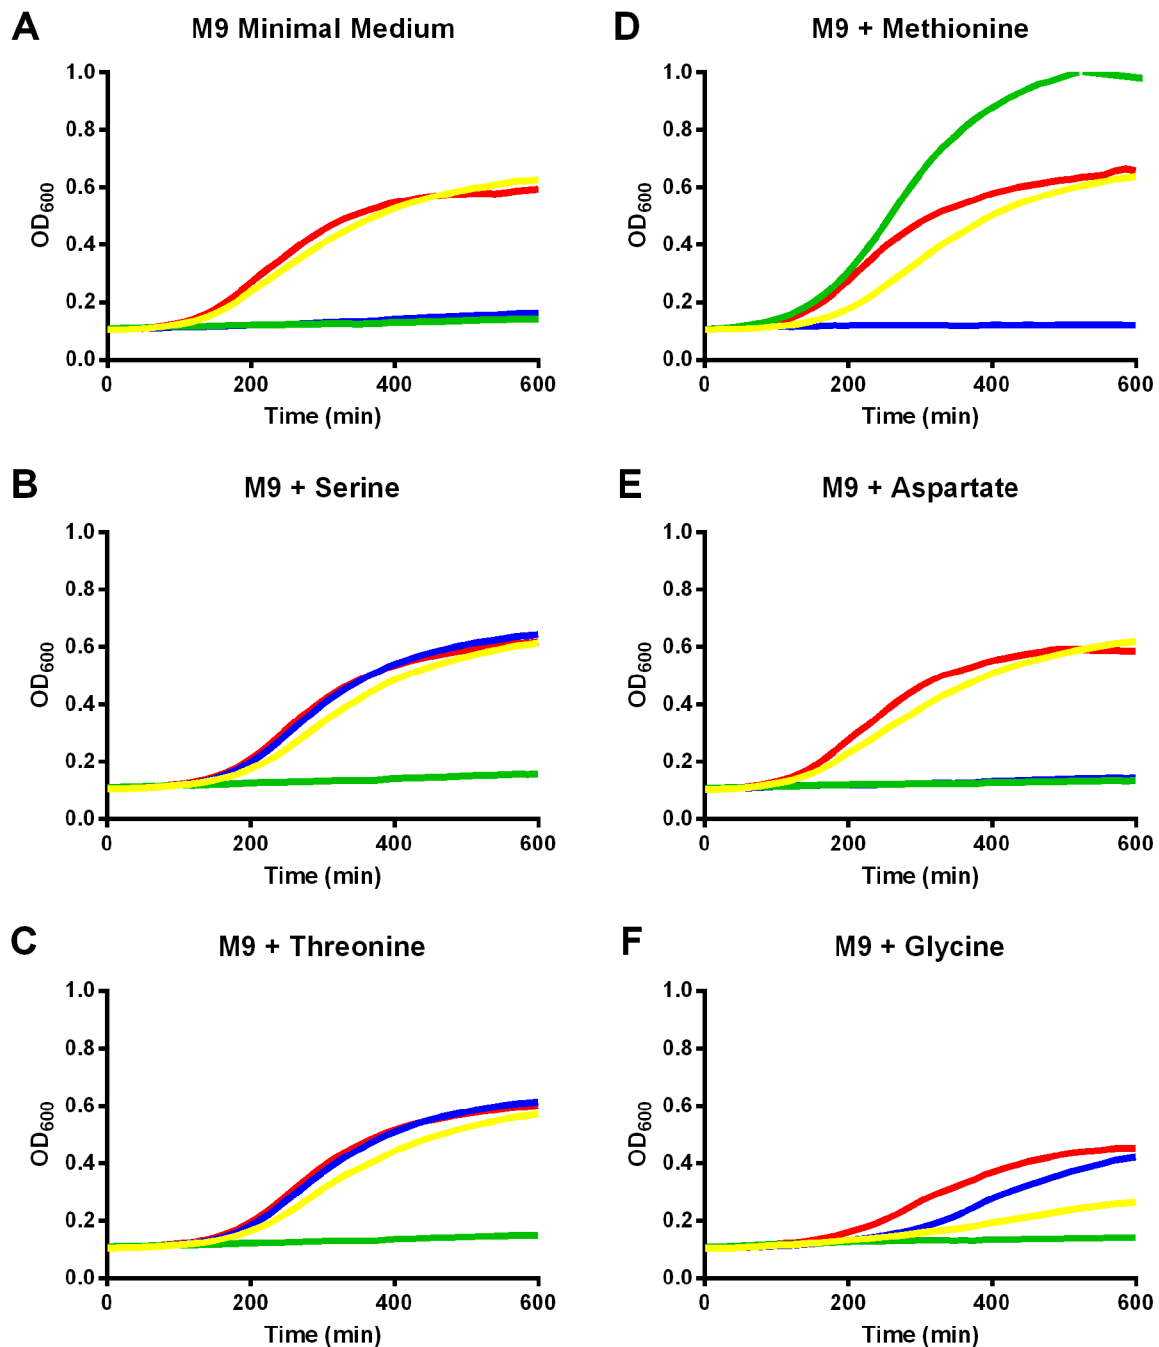 A M9 Minimal Medium
1.0
0.8
0.6
0.4
0.2
0.0
OD600
0 200 400 600
Time (min)
D M9 + Methionine
1.0
0.8
0.6
0.4
0.2
0.0
OD600
0 200 400 600
Time (min)
B M9 + Serine
1.0
0.8
0.6
0.4
0.2
0.0
OD600
0 200 400 600
Time (min)
E M9 + Aspartate
1.0
0.8
0.6
0.4
0.2
0.0
OD600
0 200 400 600
Time (min)
C M9 + Threonine
1.0
0.8
0.6
0.4
0.2
0.0
OD600
0 200 400 600
Time (min)
F M9 + Glycine
1.0
0.8
0.6
0.4
0.2
0.0
OD600
0 200 400 600
Time (min)